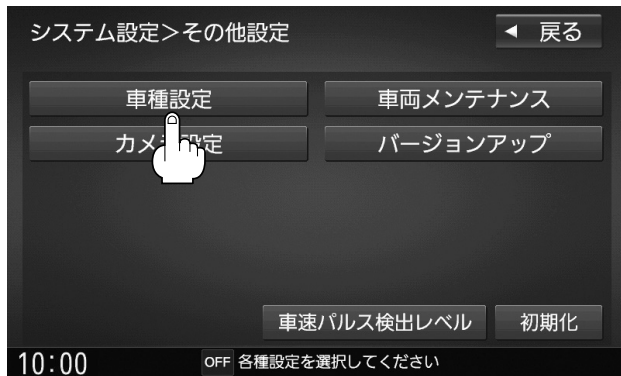 システム設定＞その他設定
◀ 戻る
車種設定
車両メンテナンス
カメ 設定
バージョンアップ
車速パルス検出レベル
初期化
10:00
OFF 各種設定を選択してください